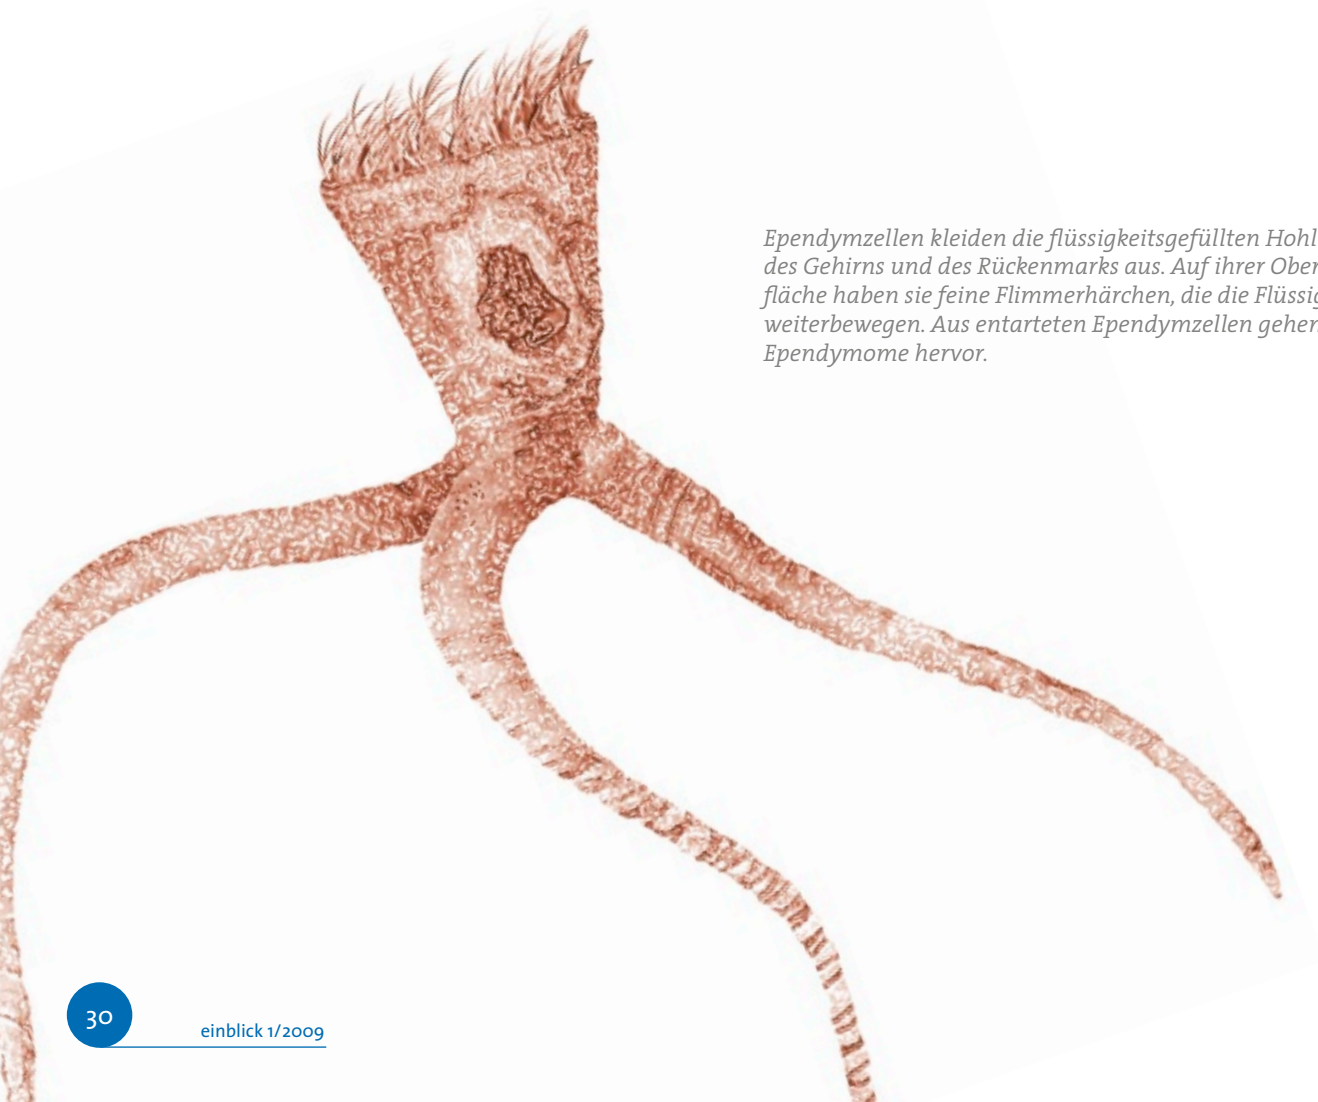 Ependymzellen kleiden die flüssigkeitsgefüllten Hohl
des Gehirns und des Rückenmarks aus. Auf ihrer Ober
fläche haben sie feine Flimmerhärchen, die die Flüssig
weiterbewegen. Aus entarteten Ependymzellen gehen
Ependymome hervor.
30
einblick 1/2009